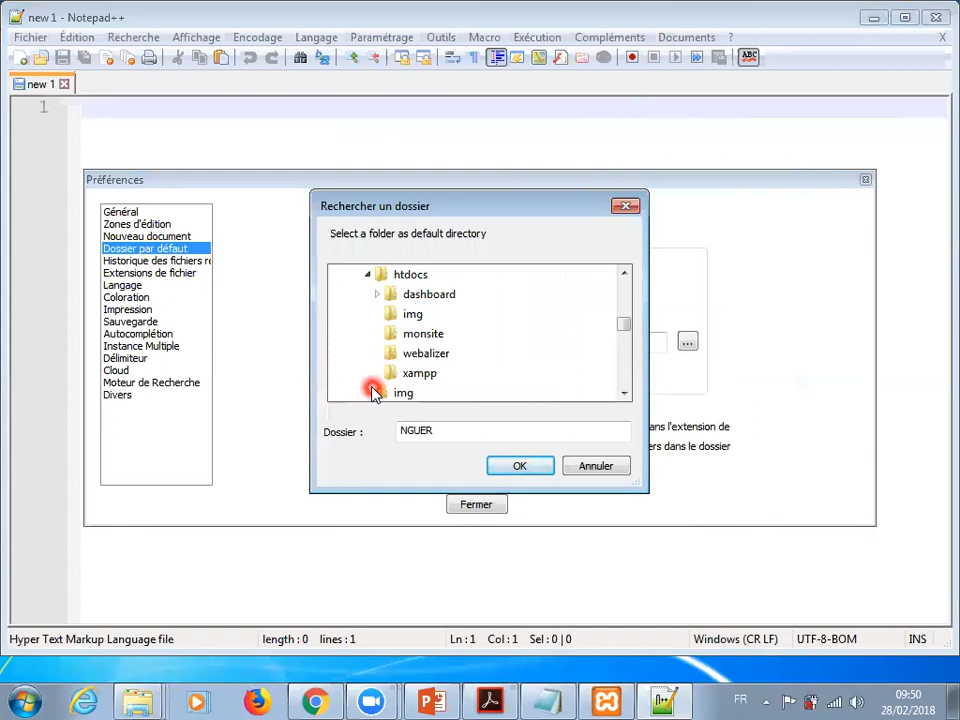 new 1 - Notepad++
Fichier Édition Recherche Affichage Encodage Langage Paramétrage Outils Macro Exécution Compléments Documents ? X
ABC
new 1
1
Préférences
Général
Zones d'édition
Nouveau document
Dossier par défaut
Historique des fichiers re
Extensions de fichier
Langage
Coloration
Impression
Sauvegarde
Autocomplétion
Instance Multiple
Délimiteur
Cloud
Moteur de Recherche
Divers
Rechercher un dossier
Select a folder as default directory
htdocs
dashboard
img
monsite
webalizer
xampp
img
Dossier : NGUER
OK Annuler
...
ans l'extension de
ers dans le dossier
Fermer
Hyper Text Markup Language file length : 0 lines : 1 Ln : 1 Col : 1 Sel : 0 | 0 Windows (CR LF) UTF-8-BOM INS
FR
09:50
28/02/2018